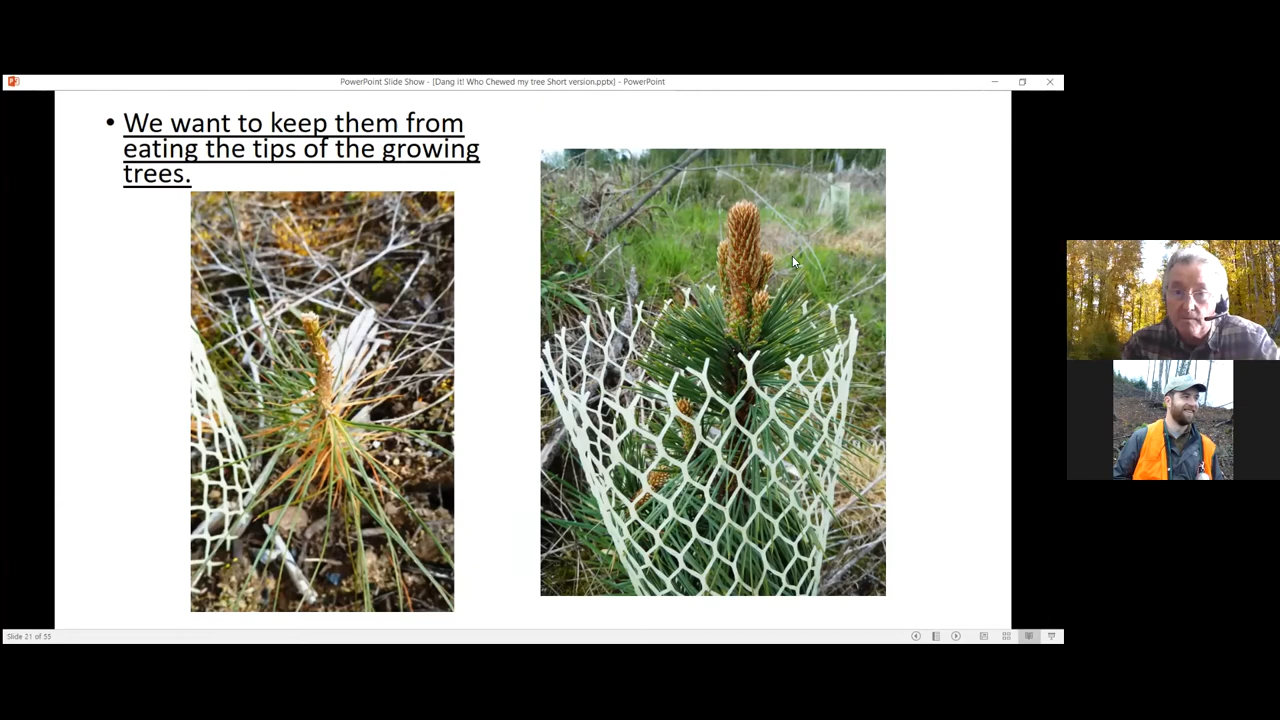 PowerPoint Slide Show - [Dang it! Who Chewed my tree Short version.pptx] - PowerPoint
• We want to keep them from
eating the tips of the growing
trees.
Slide 21 of 55